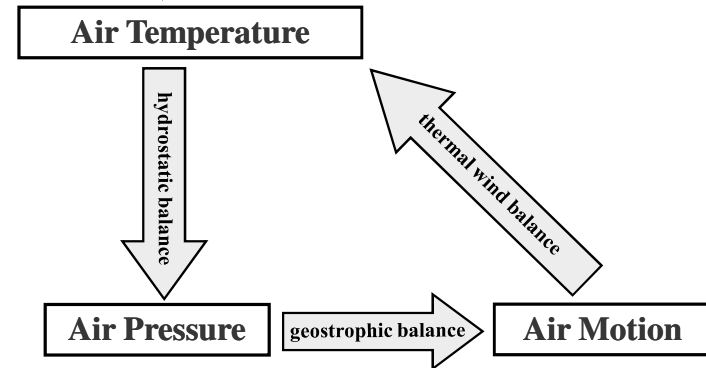 Air Temperature
hydrostatic balance
thermal wind balance
Air Pressure
geostrophic balance
Air Motion